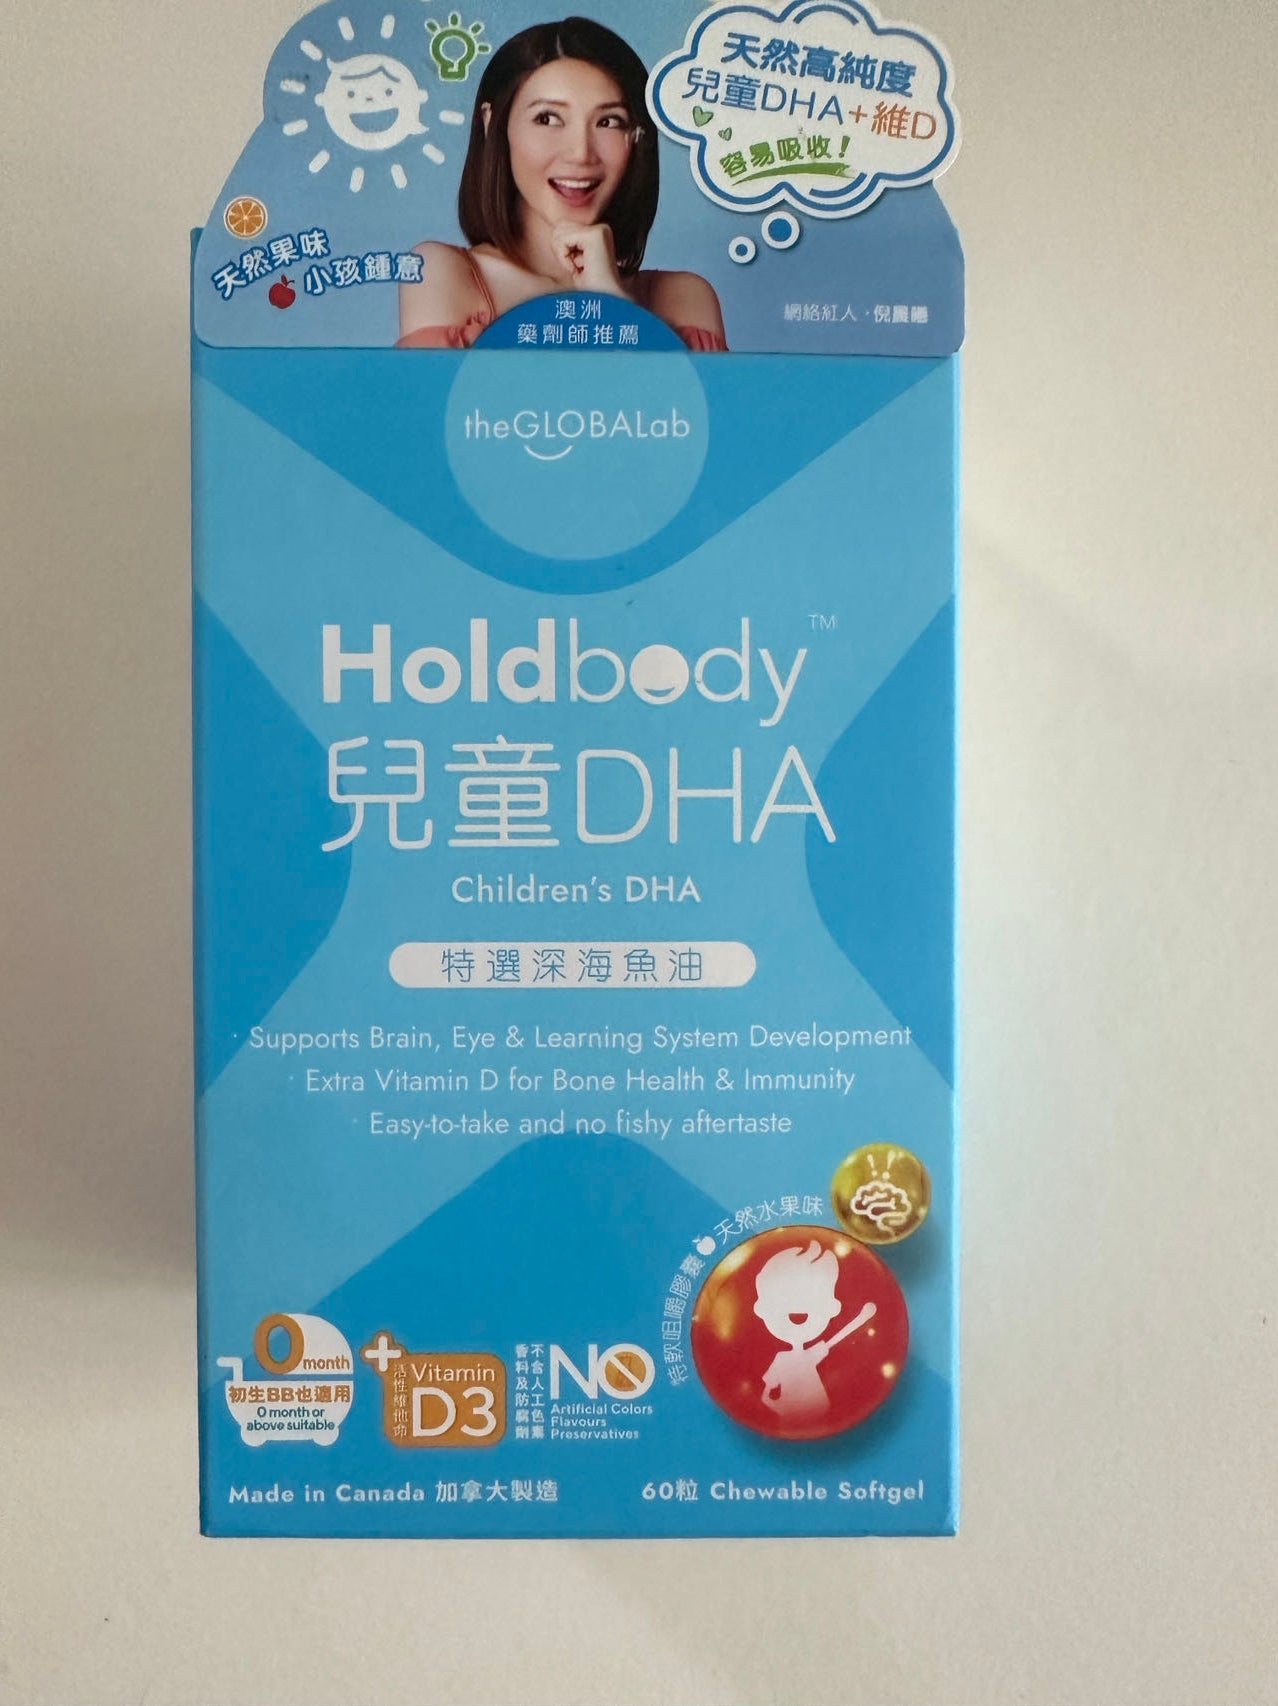 天然高純度
兒童DHA+維D
容易吸收！
天然果味
小孩鍾意
澳洲
藥劑師推薦
網絡紅人，倪晨曦
theGLOBALab
Holdbody™
兒童DHA
Children's DHA
特選深海魚油
· Supports Brain, Eye & Learning System Development
· Extra Vitamin D for Bone Health & Immunity
· Easy-to-take and no fishy aftertaste
特軟咀嚼膠囊 天然水果味
0 month
初生BB也適用
0 month or
above suitable
+
活性維他命
Vitamin
D3
不含人工色素
香料及防腐劑
NO
Artificial Colors
Flavours
Preservatives
Made in Canada 加拿大製造
60粒 Chewable Softgel